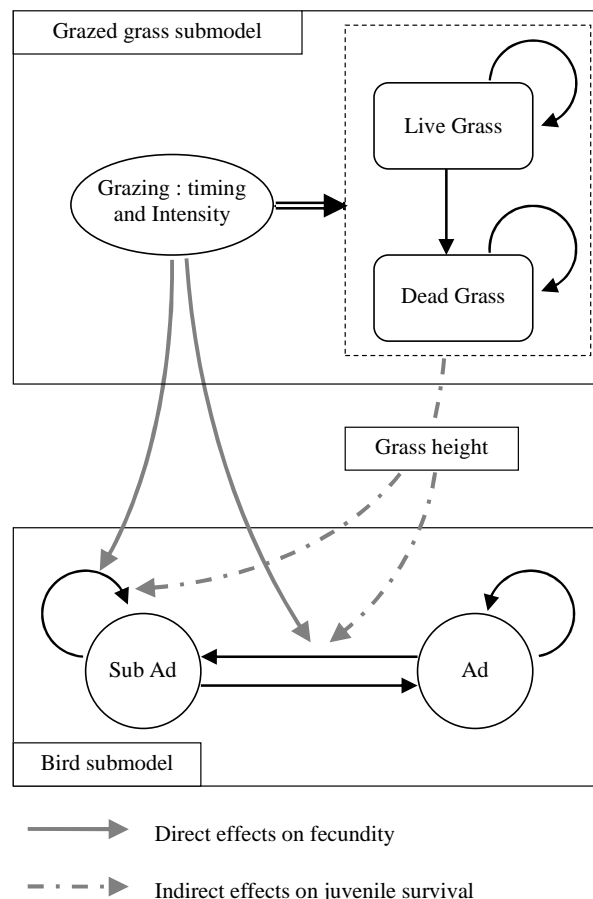 Grazed grass submodel
Live Grass
Grazing : timing
and Intensity
Dead Grass
Grass height
Sub Ad
Ad
Bird submodel
Direct effects on fecundity
Indirect effects on juvenile survival